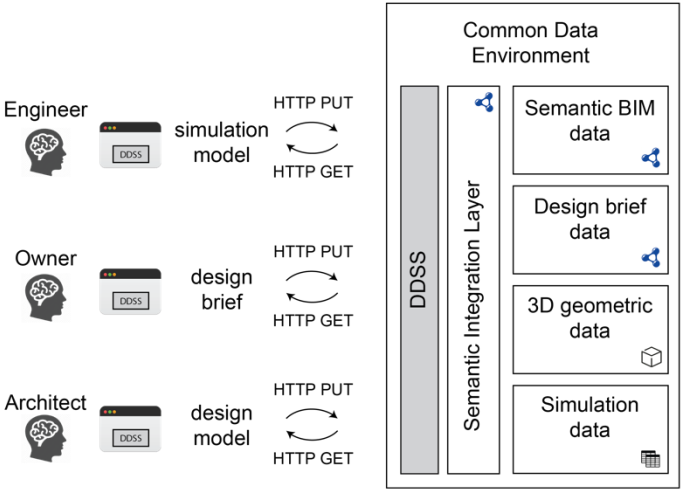 Engineer
DDSS
simulation
model
HTTP PUT
HTTP GET
Owner
DDSS
design
brief
HTTP PUT
HTTP GET
Architect
DDSS
design
model
HTTP PUT
HTTP GET
Common Data
Environment
DDSS
Semantic Integration Layer
Semantic BIM
data
Design brief
data
3D geometric
data
Simulation
data